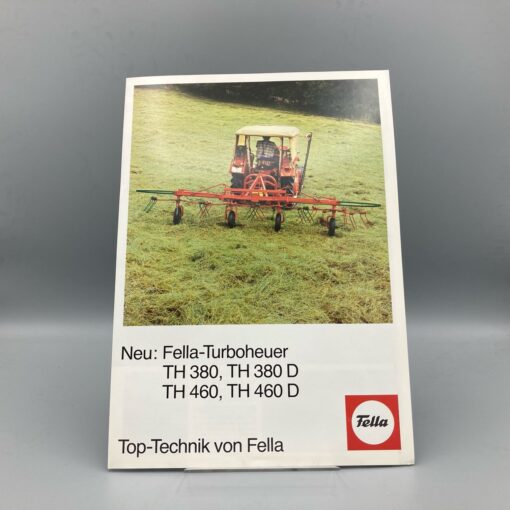 Neu: Fella-Turboheuer
TH 380, TH 380 D
TH 460, TH 460 D
Fella
Top-Technik von Fella